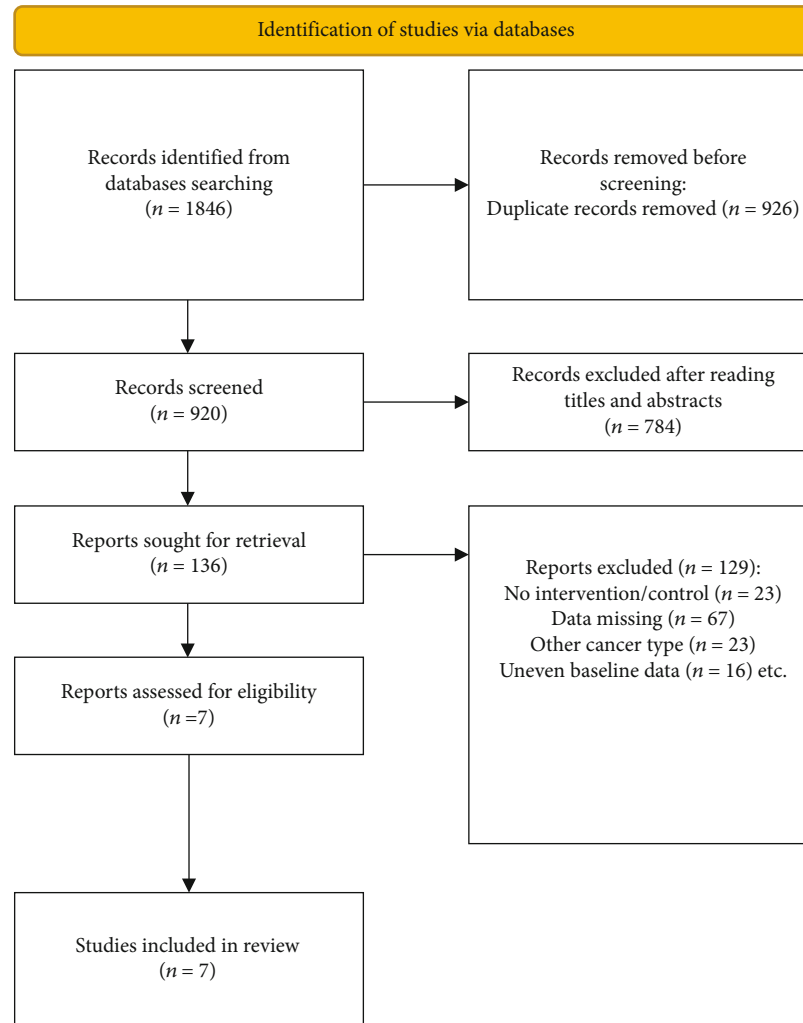 Identification of studies via databases
Records identified from
databases searching
(n = 1846)
Records removed before
screening:
Duplicate records removed (n = 926)
Records screened
(n = 920)
Records excluded after reading
titles and abstracts
(n = 784)
Reports sought for retrieval
(n = 136)
Reports excluded (n = 129):
No intervention/control (n = 23)
Data missing (n = 67)
Other cancer type (n = 23)
Uneven baseline data (n = 16) etc.
Reports assessed for eligibility
(n =7)
Studies included in review
(n = 7)